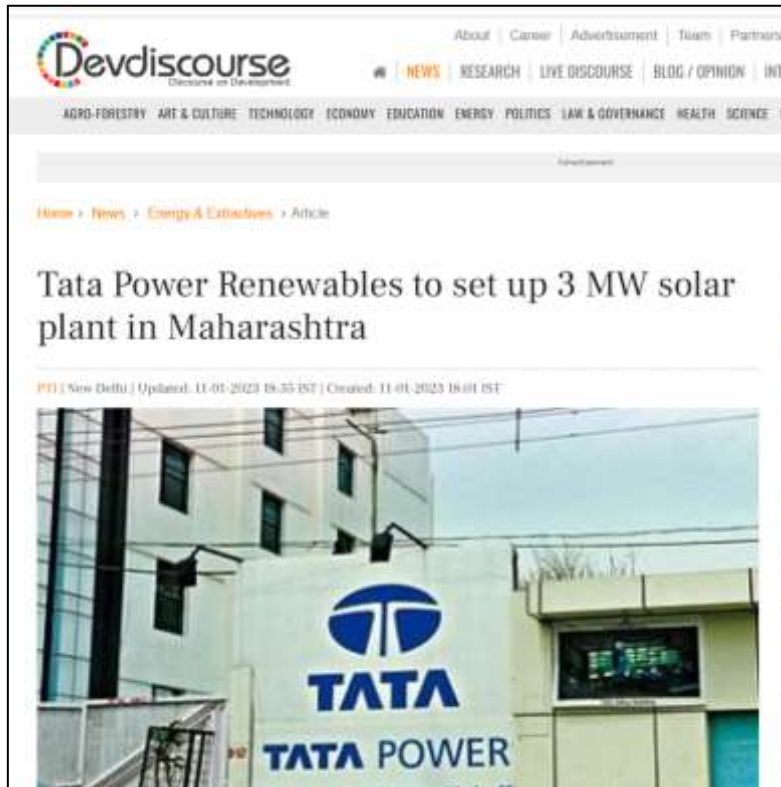 About | Career | Advertisement | Team | Partners
Devdiscourse
Discourse on Development
NEWS | RESEARCH | LIVE DISCOURSE | BLOG / OPINION | INT
AGRO-FORESTRY ART & CULTURE TECHNOLOGY ECONOMY EDUCATION ENERGY POLITICS LAW & GOVERNANCE HEALTH SCIENCE
Advertisement
Home > News > Energy & Extractives > Article
Tata Power Renewables to set up 3 MW solar
plant in Maharashtra
PTI | New Delhi | Updated: 11-01-2023 18:35 IST | Created: 11-01-2023 18:01 IST
TATA
TATA POWER